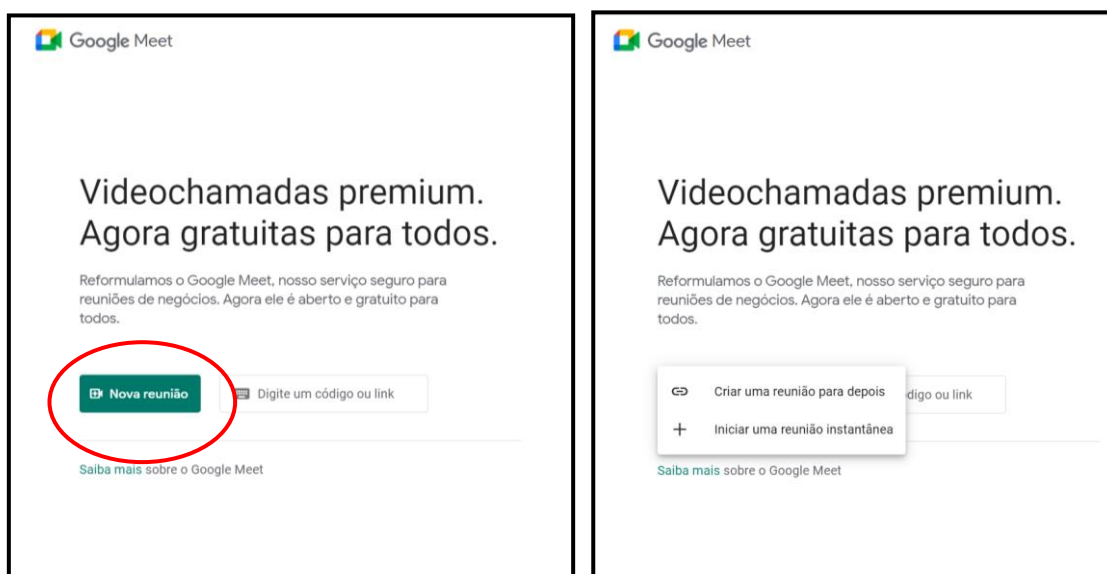 Google Meet
Videochamadas premium.
Agora gratuitas para todos.
Reformulamos o Google Meet, nosso serviço seguro para
reuniões de negócios. Agora ele é aberto e gratuito para
todos.
Nova reunião
Digite um código ou link
Saiba mais sobre o Google Meet
Google Meet
Videochamadas premium.
Agora gratuitas para todos.
Reformulamos o Google Meet, nosso serviço seguro para
reuniões de negócios. Agora ele é aberto e gratuito para
todos.
Criar uma reunião para depois
digo ou link
Iniciar uma reunião instantânea
Saiba mais sobre o Google Meet